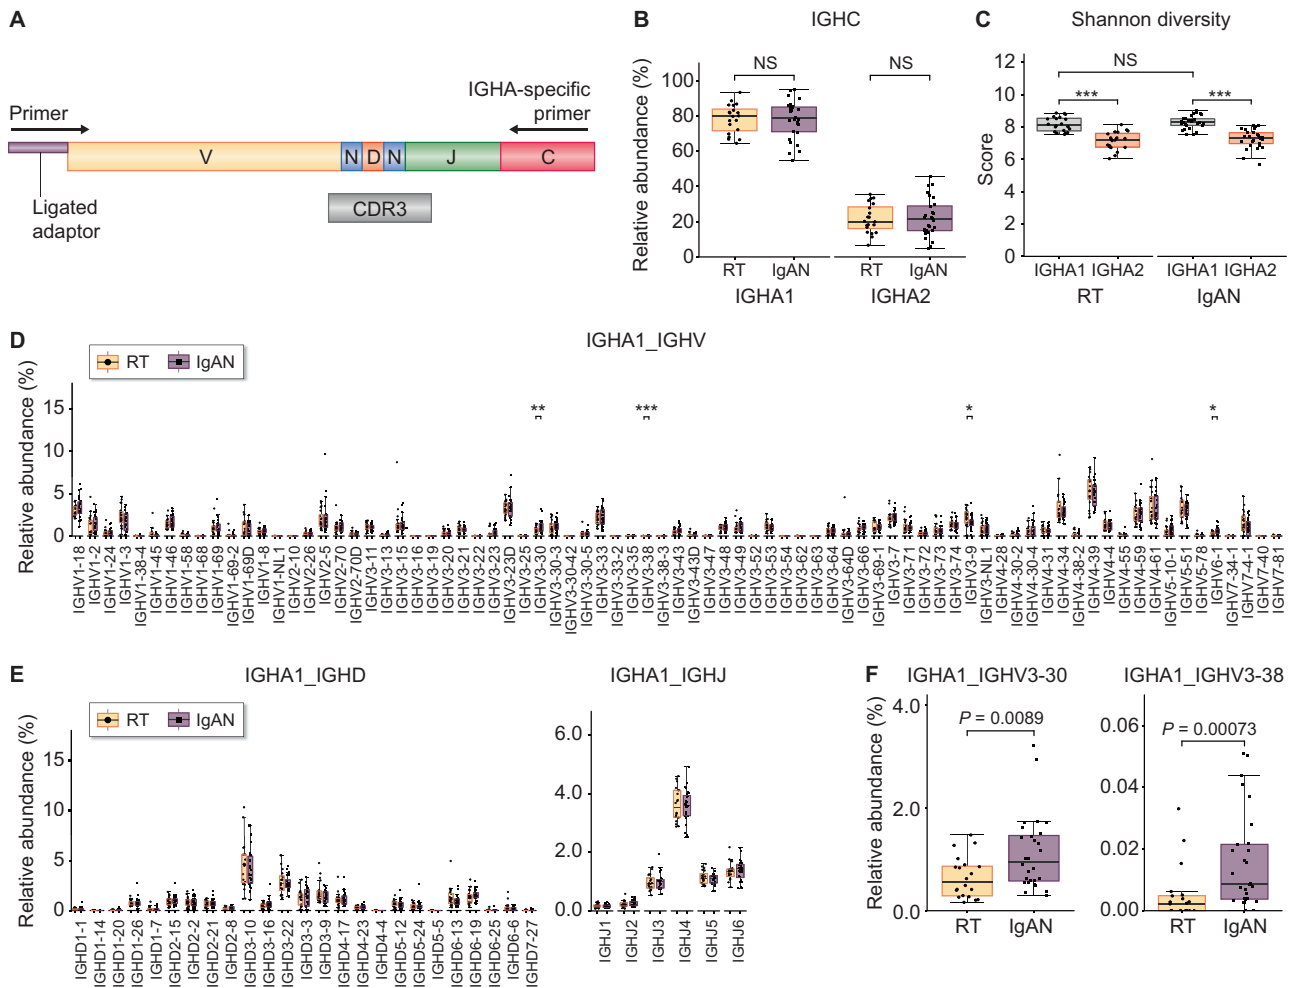 A
Primer
IGHA-specific
primer
V
N
D
N
J
C
CDR3
Ligated
adaptor
B
IGHC
Relative abundance (%)
100
80
60
40
20
0
NS
NS
RT
IgAN
RT
IgAN
IGHA1
IGHA2
C
Shannon diversity
Score
12
10
8
6
4
2
0
NS
***
***
IGHA1
IGHA2
IGHA1
IGHA2
RT
IgAN
D
IGHA1_IGHV
RT
IgAN
Relative abundance (%)
15
10
5
0
**
***
*
*
IGHV1-18
IGHV1-2
IGHV1-24
IGHV1-3
IGHV1-38-4
IGHV1-45
IGHV1-46
IGHV1-58
IGHV1-68
IGHV1-69
IGHV1-69-2
IGHV1-69D
IGHV1-8
IGHV1-NL1
IGHV2-10
IGHV2-26
IGHV2-5
IGHV2-70
IGHV2-70D
IGHV3-11
IGHV3-13
IGHV3-15
IGHV3-16
IGHV3-19
IGHV3-20
IGHV3-21
IGHV3-22
IGHV3-23
IGHV3-23D
IGHV3-25
IGHV3-30
IGHV3-30-3
IGHV3-30-42
IGHV3-30-5
IGHV3-33
IGHV3-33-2
IGHV3-35
IGHV3-38
IGHV3-38-3
IGHV3-43
IGHV3-43D
IGHV3-47
IGHV3-48
IGHV3-49
IGHV3-52
IGHV3-53
IGHV3-54
IGHV3-62
IGHV3-63
IGHV3-64
IGHV3-64D
IGHV3-66
IGHV3-69-1
IGHV3-7
IGHV3-71
IGHV3-72
IGHV3-73
IGHV3-74
IGHV3-9
IGHV3-NL1
IGHV4-28
IGHV4-30-2
IGHV4-30-4
IGHV4-31
IGHV4-34
IGHV4-38-2
IGHV4-39
IGHV4-4
IGHV4-55
IGHV4-59
IGHV4-61
IGHV5-10-1
IGHV5-51
IGHV5-78
IGHV6-1
IGHV7-34-1
IGHV7-4-1
IGHV7-40
IGHV7-81
E
IGHA1_IGHD
RT
IgAN
Relative abundance (%)
15
10
5
0
IGHD1-1
IGHD1-14
IGHD1-20
IGHD1-26
IGHD1-7
IGHD2-15
IGHD2-2
IGHD2-21
IGHD2-8
IGHD3-10
IGHD3-16
IGHD3-22
IGHD3-3
IGHD3-9
IGHD4-17
IGHD4-23
IGHD4-4
IGHD5-12
IGHD5-24
IGHD5-5
IGHD6-13
IGHD6-19
IGHD6-25
IGHD6-6
IGHD7-27
IGHA1_IGHJ
6.0
4.0
2.0
0.0
IGHJ1
IGHJ2
IGHJ3
IGHJ4
IGHJ5
IGHJ6
F
IGHA1_IGHV3-30
Relative abundance (%)
4.0
2.0
0.0
P = 0.0089
RT
IgAN
IGHA1_IGHV3-38
0.06
0.04
0.02
0.00
P = 0.00073
RT
IgAN